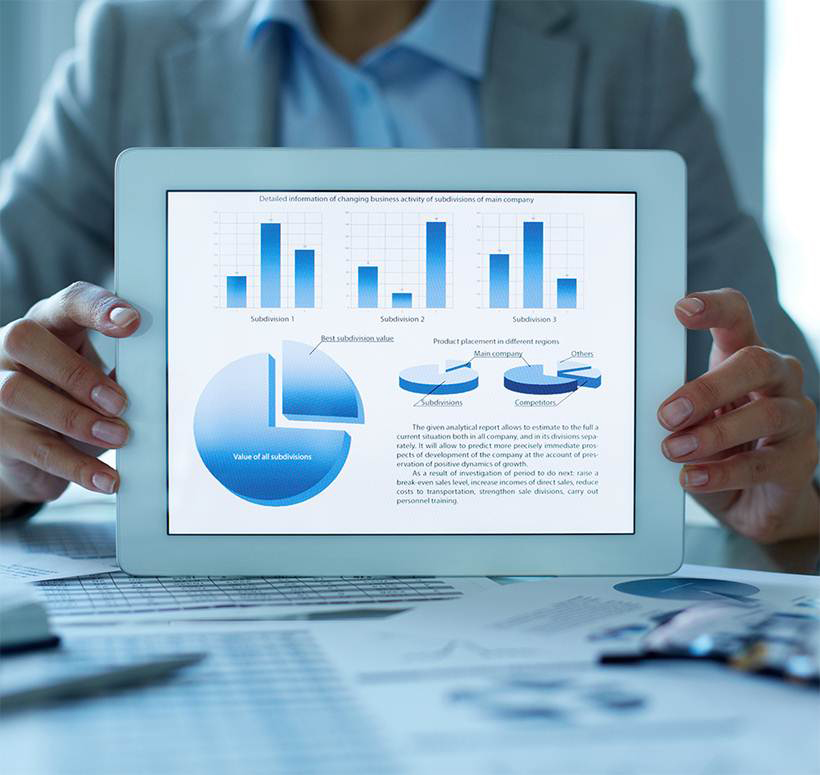 Detailed information of changing business activity of subdivisions of main company
Subdivision 1
Subdivision 2
Subdivision 3
Best subdivision value
Value of all subdivisions
Product placement in different regions
Main company
Others
Subdivisions
Competitors
The given analytical report allows to estimate to the full a
current situation both in all company, and in its divisions sepa-
rately. It will allow to predict more precisely immediate pros-
pects of development of the company at the account of pres-
ervation of positive dynamics of growth.
As a result of investigation of period to do next: raise a
break-even sales level, increase incomes of direct sales, reduce
costs to transportation, strengthen sale divisions, carry out
personnel training.